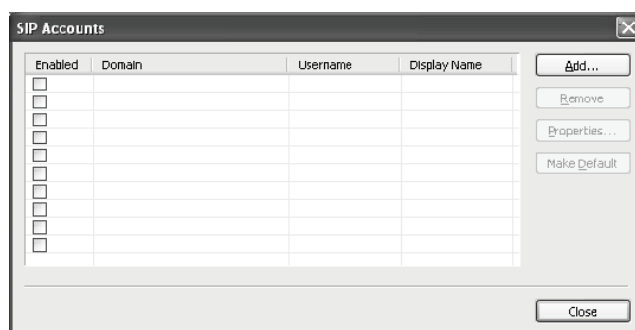 SIP Accounts
Enabled Domain Username Display Name
Add...
Remove
Properties...
Make Default
Close